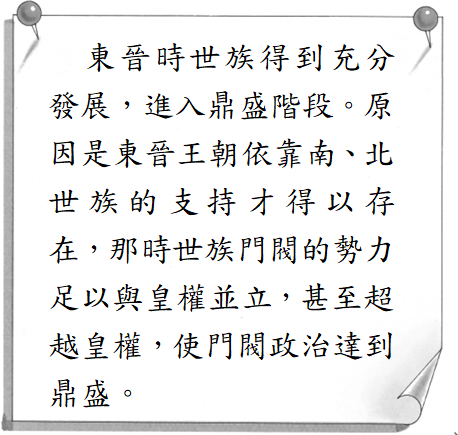 東晉時世族得到充分
發展，進入鼎盛階段。原
因是東晉王朝依靠南、北
世族的支持才得以存
在，那時世族門閥的勢力
足以與皇權並立，甚至超
越皇權，使門閥政治達到
鼎盛。